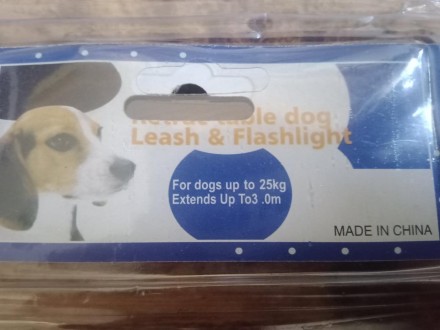 dog
Leash & Flashlight
For dogs up to 25kg
Extends Up To3 .0m
MADE IN CHINA